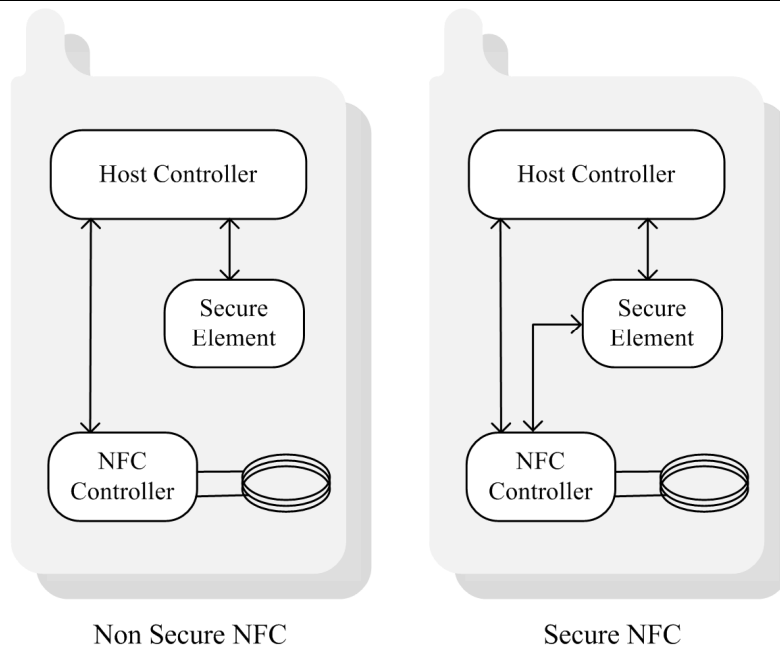 Host Controller
Secure
Element
NFC
Controller
Non Secure NFC
Host Controller
Secure
Element
NFC
Controller
Secure NFC